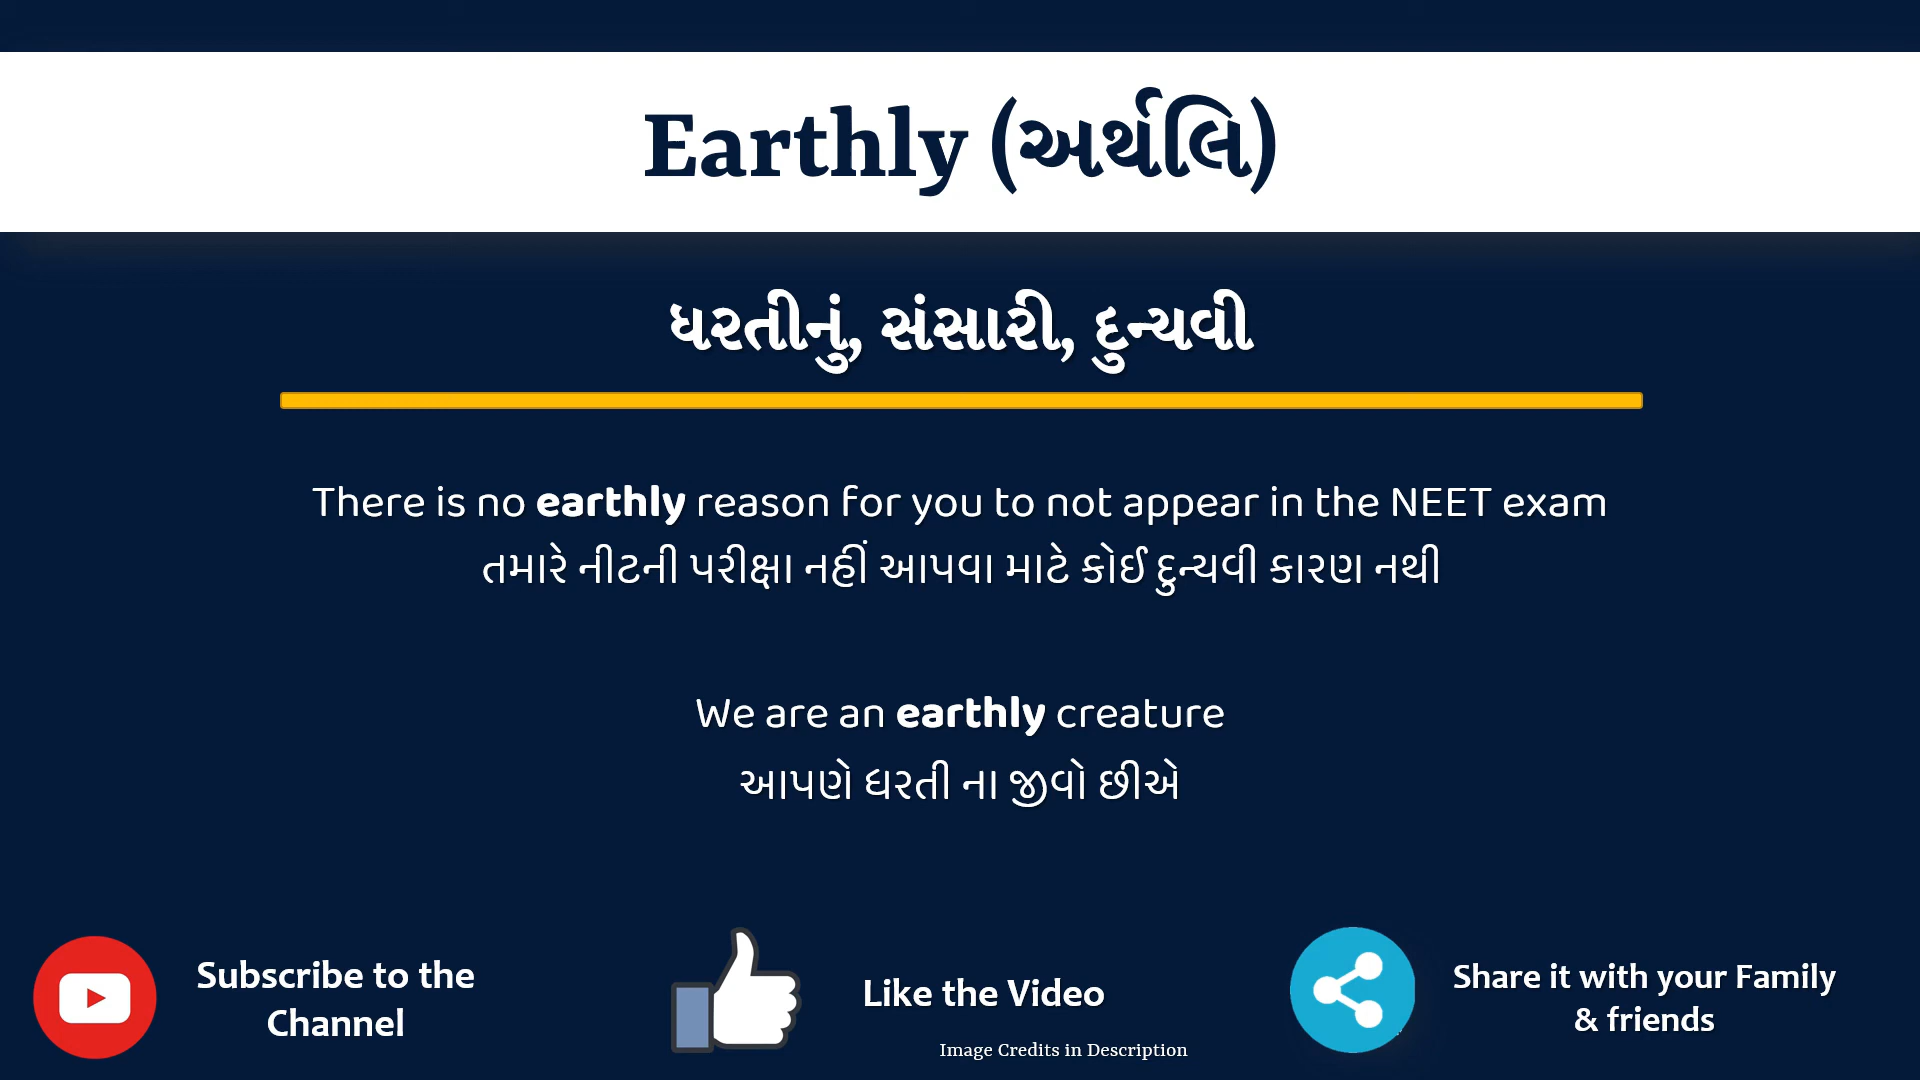 Earthly (અર્થલિ)
ધરતીનું, સંસારી, દુન્યવી
There is no earthly reason for you to not appear in the NEET exam
તમારે નીટની પરીક્ષા નહીં આપવા માટે કોઈ દુન્યવી કારણ નથી
We are an earthly creature
આપણે ધરતી ના જીવો છીએ
Subscribe to the
Channel
Like the Video
Share it with your Family
& friends
Image Credits in Description